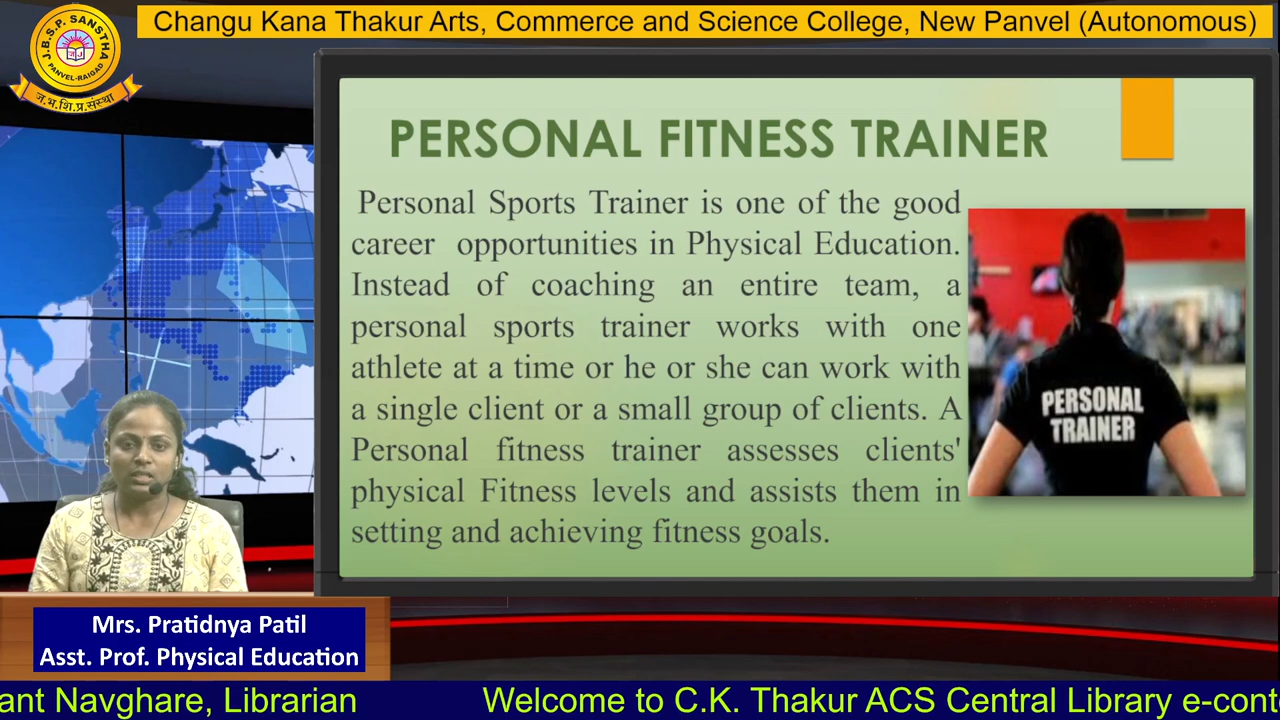 Changu Kana Thakur Arts, Commerce and Science College, New Panvel (Autonomous)
J.B.S.P. SANSTHA
PANVEL-RAIGAD
ज.भ.शि.प्र.संस्था
PERSONAL FITNESS TRAINER
Personal Sports Trainer is one of the good
career opportunities in Physical Education.
Instead of coaching an entire team, a
personal sports trainer works with one
athlete at a time or he or she can work with
a single client or a small group of clients. A
Personal fitness trainer assesses clients'
physical Fitness levels and assists them in
setting and achieving fitness goals.
PERSONAL
TRAINER
Mrs. Pratidnya Patil
Asst. Prof. Physical Education
ant Navghare, Librarian Welcome to C.K. Thakur ACS Central Library e-cont